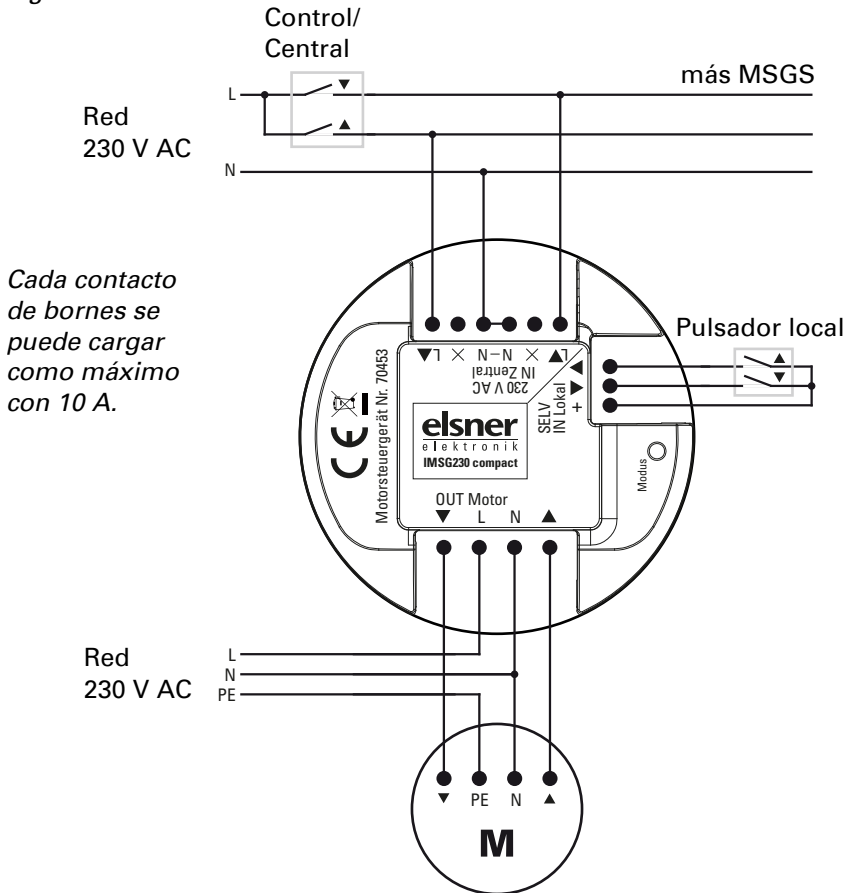 Control/
Central
más MSGS
L
Red
230 V AC
N
Cada contacto
de bornes se
puede cargar
como máximo
con 10 A.
Pulsador local
▼ L × N–N × ▲ L
230 V AC
IN Zentral
SELV
IN Lokal
+
CE
Motorsteuergerät Nr. 70453
elsner
elektronik
IMSG230 compact
Modus
OUT Motor
▼ L N ▲
Red
230 V AC
L
N
PE
▼ PE N ▲
M